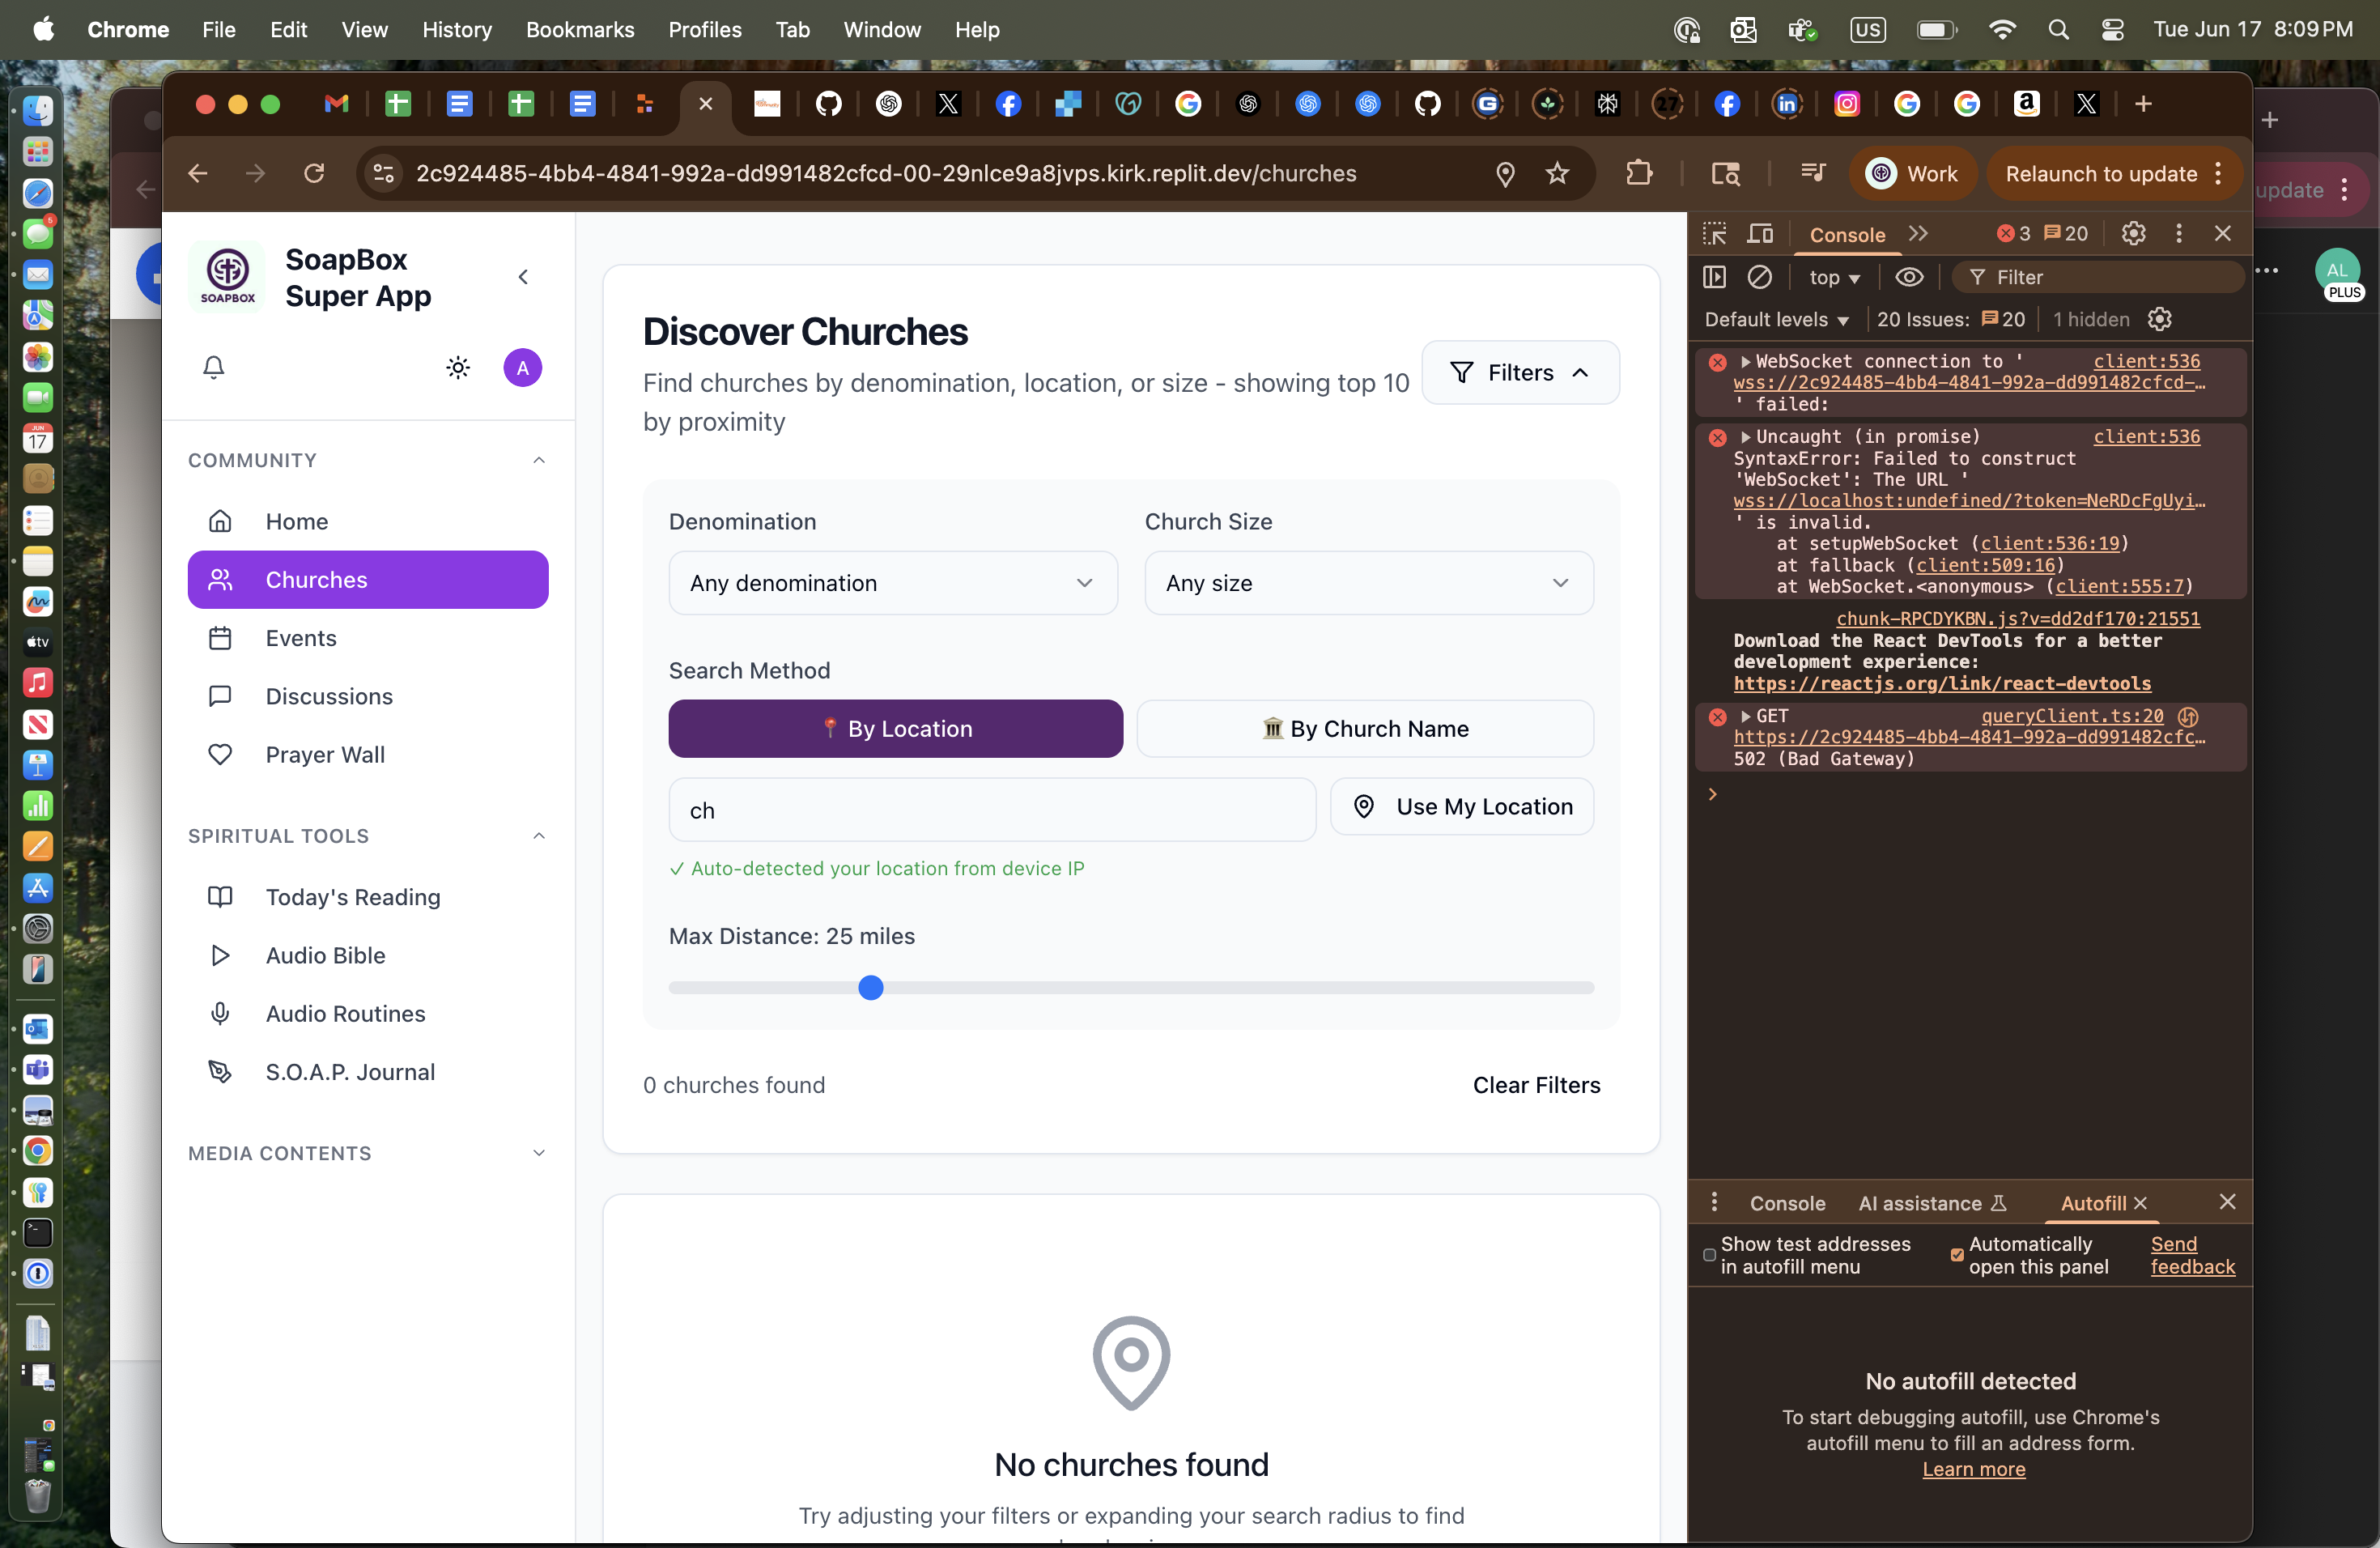 Chrome File Edit View History Bookmarks Profiles Tab Window Help US Tue Jun 17 8:09 PM
2c924485-4bb4-4841-992a-dd991482cfcd-00-29nlce9a8jvps.kirk.replit.dev/churches Work Relaunch to update
update
AL
PLUS
SOAPBOX
SoapBox
Super App
A
COMMUNITY
Home
Churches
Events
Discussions
Prayer Wall
SPIRITUAL TOOLS
Today's Reading
Audio Bible
Audio Routines
S.O.A.P. Journal
MEDIA CONTENTS
Discover Churches
Find churches by denomination, location, or size - showing top 10
by proximity
Filters
Denomination
Church Size
Any denomination
Any size
Search Method
By Location
By Church Name
ch
Use My Location
✓ Auto-detected your location from device IP
Max Distance: 25 miles
0 churches found
Clear Filters
No churches found
Try adjusting your filters or expanding your search radius to find
Console 3 20
top Filter
Default levels 20 Issues: 20 1 hidden
WebSocket connection to ' client:536
wss://2c924485-4bb4-4841-992a-dd991482cfcd-…
' failed:
Uncaught (in promise) client:536
SyntaxError: Failed to construct
'WebSocket': The URL '
wss://localhost:undefined/?token=NeRDcFgUyi…
' is invalid.
at setupWebSocket (client:536:19)
at fallback (client:509:16)
at WebSocket.<anonymous> (client:555:7)
chunk-RPCDYKBN.js?v=dd2df170:21551
Download the React DevTools for a better
development experience:
https://reactjs.org/link/react-devtools
GET queryClient.ts:20
https://2c924485-4bb4-4841-992a-dd991482cfc…
502 (Bad Gateway)
Console AI assistance Autofill
Show test addresses
in autofill menu
Automatically
open this panel
Send
feedback
No autofill detected
To start debugging autofill, use Chrome's
autofill menu to fill an address form.
Learn more
JUN
17
tv
5
27